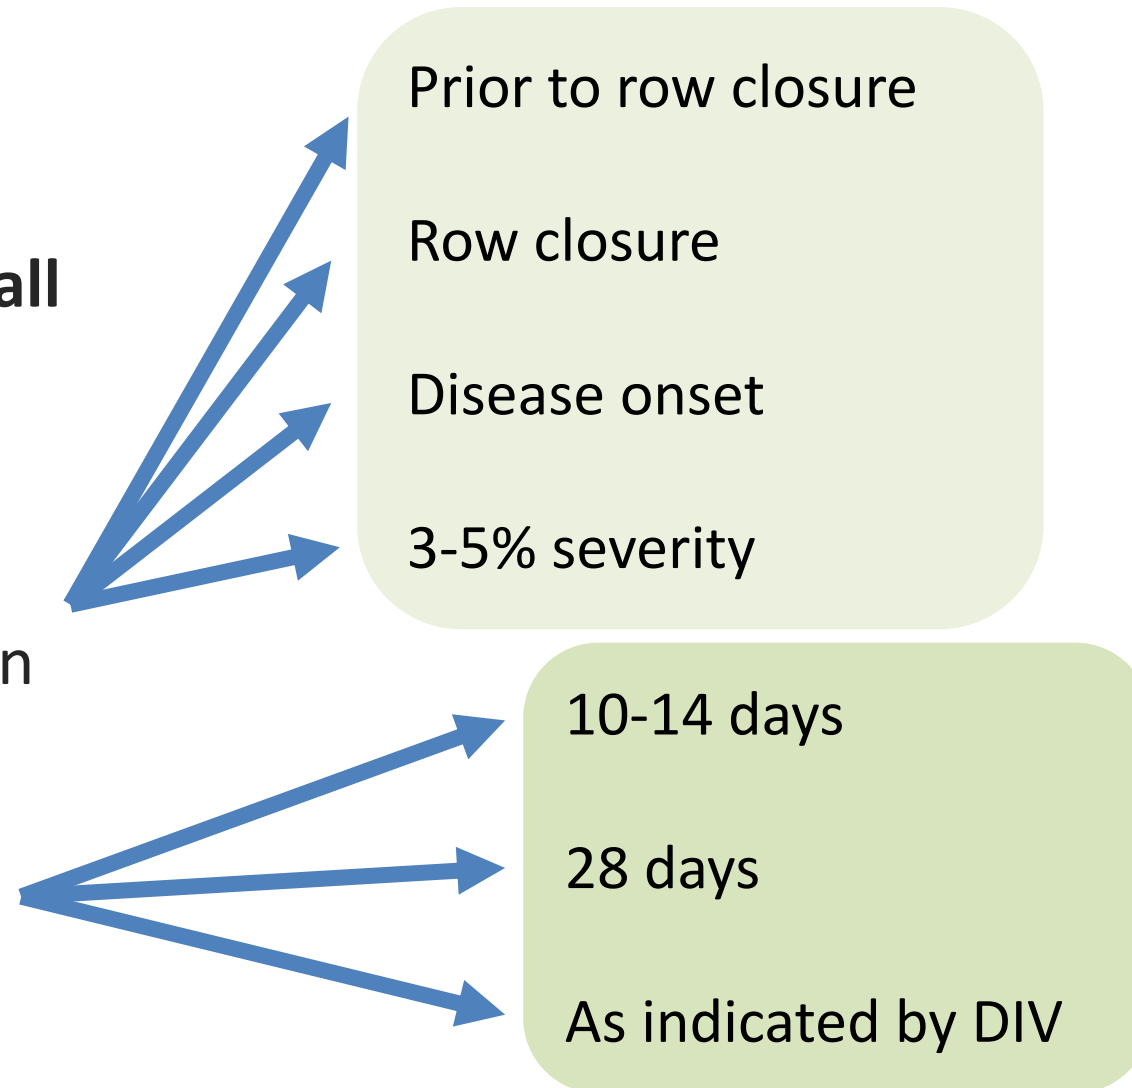 Prior to row closure
Row closure
all
Disease onset
3-5% severity
n
10-14 days
28 days
As indicated by DIV